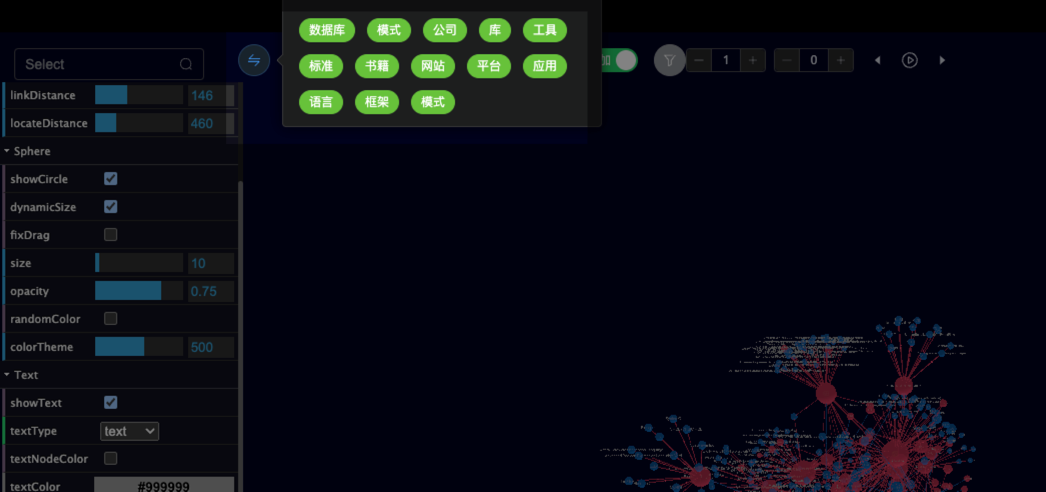 数据库 模式 公司 库 工具
Select
标准 书籍 网站 平台 应用
1
0
语言 框架 模式
linkDistance 146
locateDistance 460
Sphere
showCircle
dynamicSize
fixDrag
size 10
opacity 0.75
randomColor
colorTheme 500
Text
showText
textType text
textNodeColor
textColor #999999